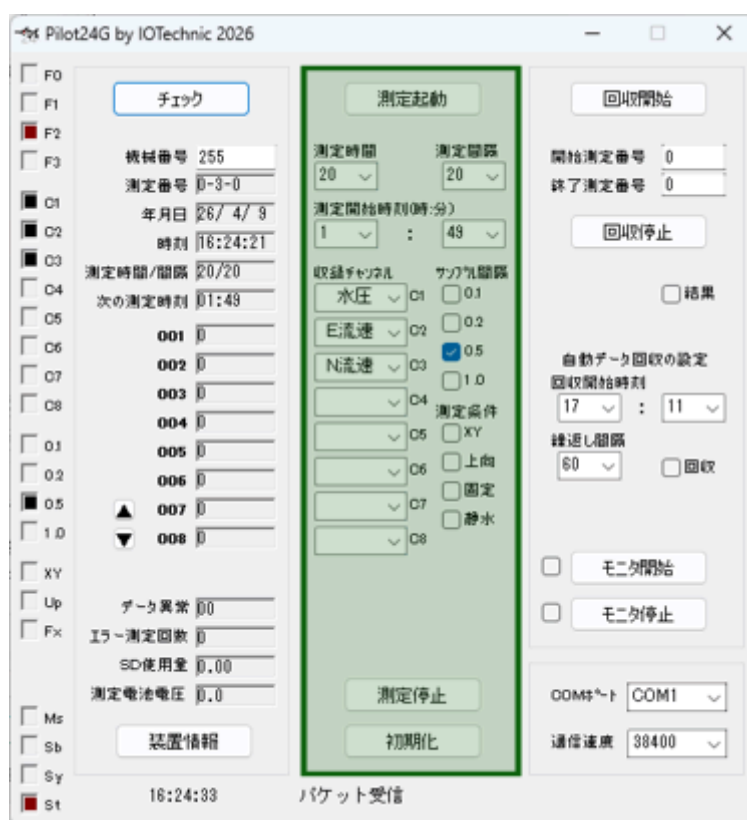 Pilot24G by IOTechnic 2026
F0
F1
F2
F3
C1
C2
C3
C4
C5
C6
C7
C8
0.1
0.2
0.5
1.0
XY
Up
Fx
Ms
Sb
Sy
St
チェック
機械番号 255
測定番号 0-3-0
年月日 26/ 4/ 9
時刻 16:24:21
測定時間/間隔 20/20
次の測定時刻 01:49
001 0
002 0
003 0
004 0
005 0
006 0
▲ 007 0
▼ 008 0
データ異常 00
エラー測定回数 0
SD使用量 0.00
測定電池電圧 0.0
装置情報
16:24:33
測定起動
測定時間 測定間隔
20 20
測定開始時刻(時:分)
1 : 49
収録チャンネル サンプル間隔
水圧 C1 0.1
E流速 C2 0.2
N流速 C3 0.5
C4 1.0
測定条件
C5 XY
C6 上向
C7 固定
C8 静水
測定停止
初期化
パケット受信
回収開始
開始測定番号 0
終了測定番号 0
回収停止
結果
自動データ回収の設定
回収開始時刻
17 : 11
繰返し間隔
60 回収
モニタ開始
モニタ停止
COMポート COM1
通信速度 38400